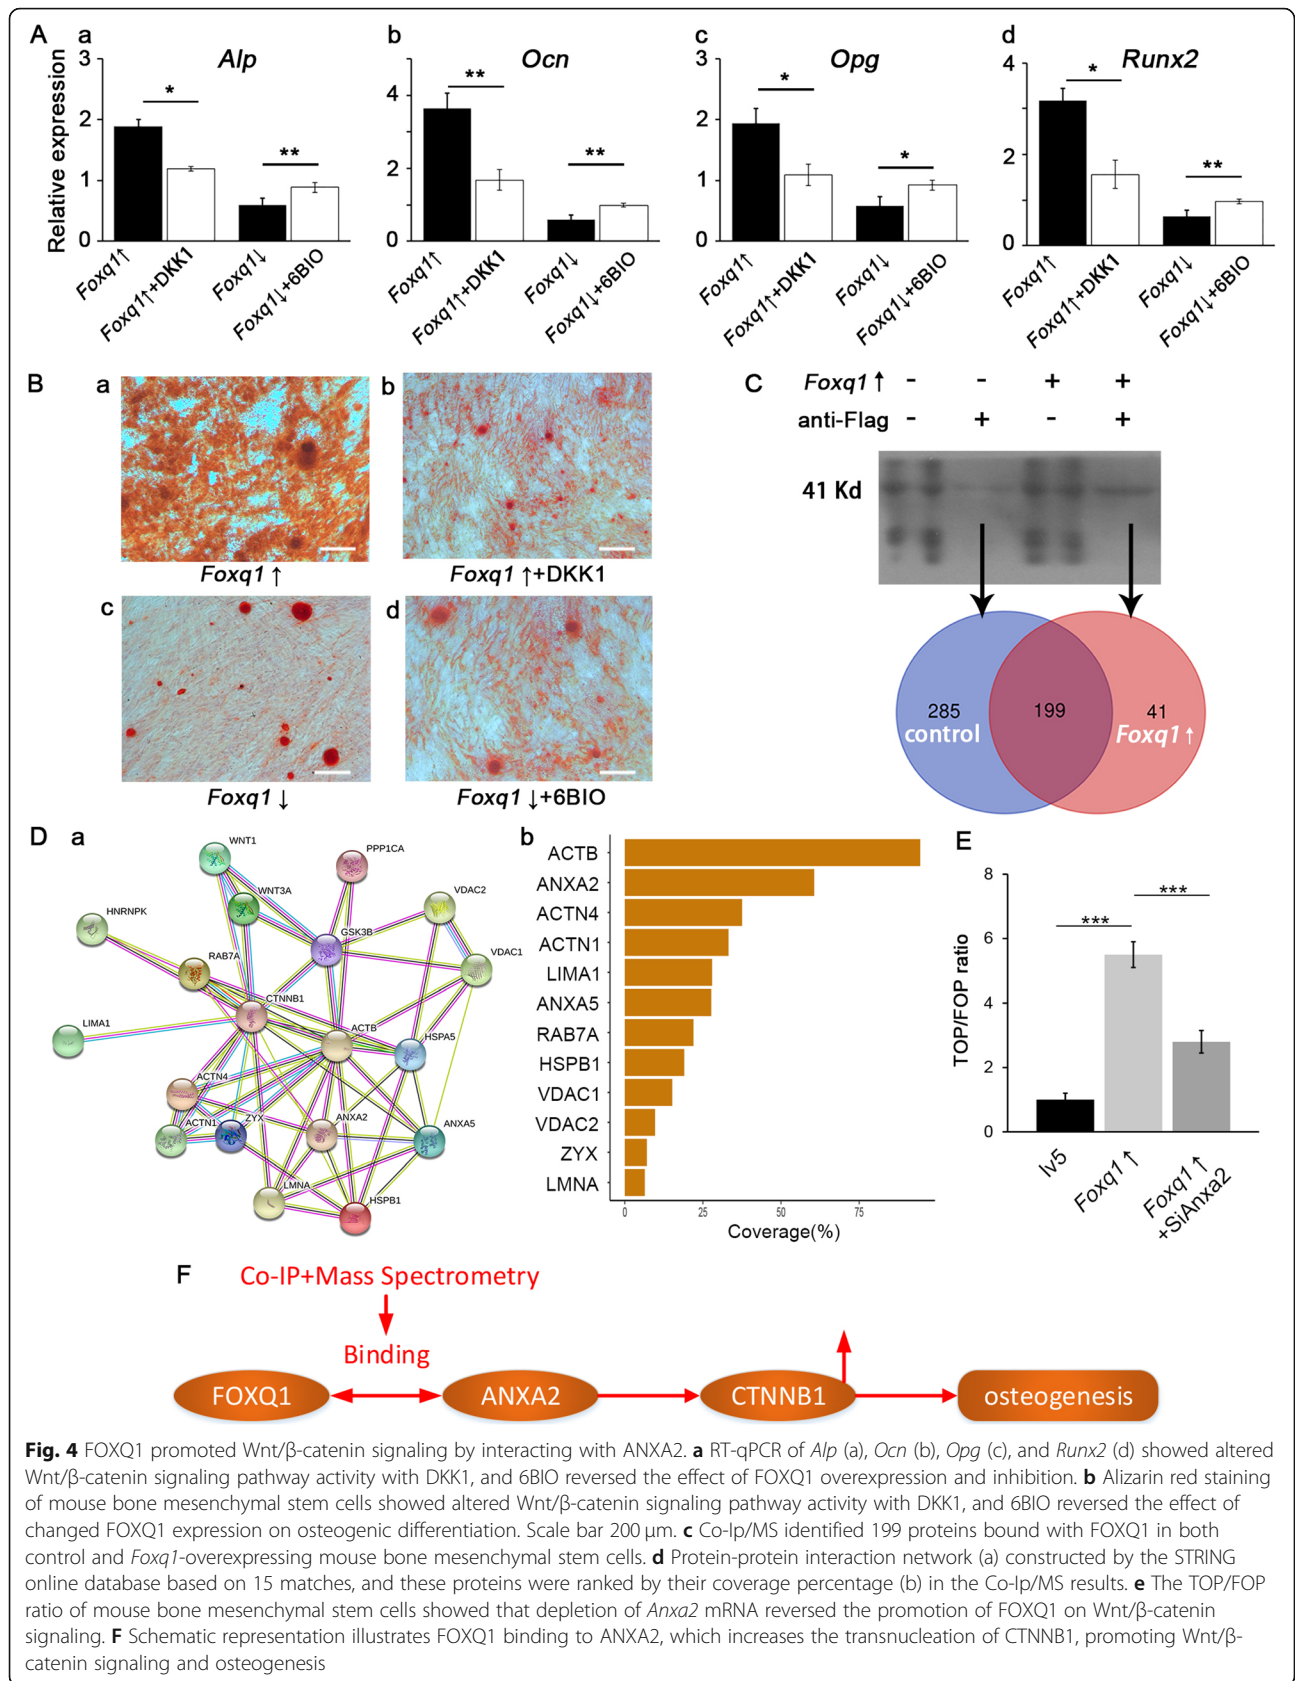 A a b c d
Alp Ocn Opg Runx2
Relative expression
3 2 1 0
* **
Foxq1↑ Foxq1↑+DKK1 Foxq1↓ Foxq1↓+6BIO
4 2 0
** **
Foxq1↑ Foxq1↑+DKK1 Foxq1↓ Foxq1↓+6BIO
3 2 1 0
* *
Foxq1↑ Foxq1↑+DKK1 Foxq1↓ Foxq1↓+6BIO
4 2 0
* **
Foxq1↑ Foxq1↑+DKK1 Foxq1↓ Foxq1↓+6BIO
B a b
Foxq1 ↑ Foxq1 ↑+DKK1
c d
Foxq1 ↓ Foxq1 ↓+6BIO
C
Foxq1 ↑ - - + +
anti-Flag - + - +
41 Kd
285 199 41
control Foxq1 ↑
D a
WNT1
PPP1CA
WNT3A
VDAC2
HNRNPK
GSK3B
VDAC1
RAB7A
CTNNB1
LIMA1
ACTB
HSPA5
ACTN4
ACTN1
ZYX
ANXA2
ANXA5
LMNA
HSPB1
b
ACTB
ANXA2
ACTN4
ACTN1
LIMA1
ANXA5
RAB7A
HSPB1
VDAC1
VDAC2
ZYX
LMNA
0 25 50 75
Coverage(%)
E
TOP/FOP ratio
8
6
4
2
0
*** ***
lv5 Foxq1↑ Foxq1↑
+SiAnxa2
F Co-IP+Mass Spectrometry
Binding
FOXQ1 ANXA2 CTNNB1 osteogenesis
Fig. 4 FOXQ1 promoted Wnt/β-catenin signaling by interacting with ANXA2. a RT-qPCR of Alp (a), Ocn (b), Opg (c), and Runx2 (d) showed altered
Wnt/β-catenin signaling pathway activity with DKK1, and 6BIO reversed the effect of FOXQ1 overexpression and inhibition. b Alizarin red staining
of mouse bone mesenchymal stem cells showed altered Wnt/β-catenin signaling pathway activity with DKK1, and 6BIO reversed the effect of
changed FOXQ1 expression on osteogenic differentiation. Scale bar 200 μm. c Co-Ip/MS identified 199 proteins bound with FOXQ1 in both
control and Foxq1-overexpressing mouse bone mesenchymal stem cells. d Protein-protein interaction network (a) constructed by the STRING
online database based on 15 matches, and these proteins were ranked by their coverage percentage (b) in the Co-Ip/MS results. e The TOP/FOP
ratio of mouse bone mesenchymal stem cells showed that depletion of Anxa2 mRNA reversed the promotion of FOXQ1 on Wnt/β-catenin
signaling. F Schematic representation illustrates FOXQ1 binding to ANXA2, which increases the transnucleation of CTNNB1, promoting Wnt/β-
catenin signaling and osteogenesis